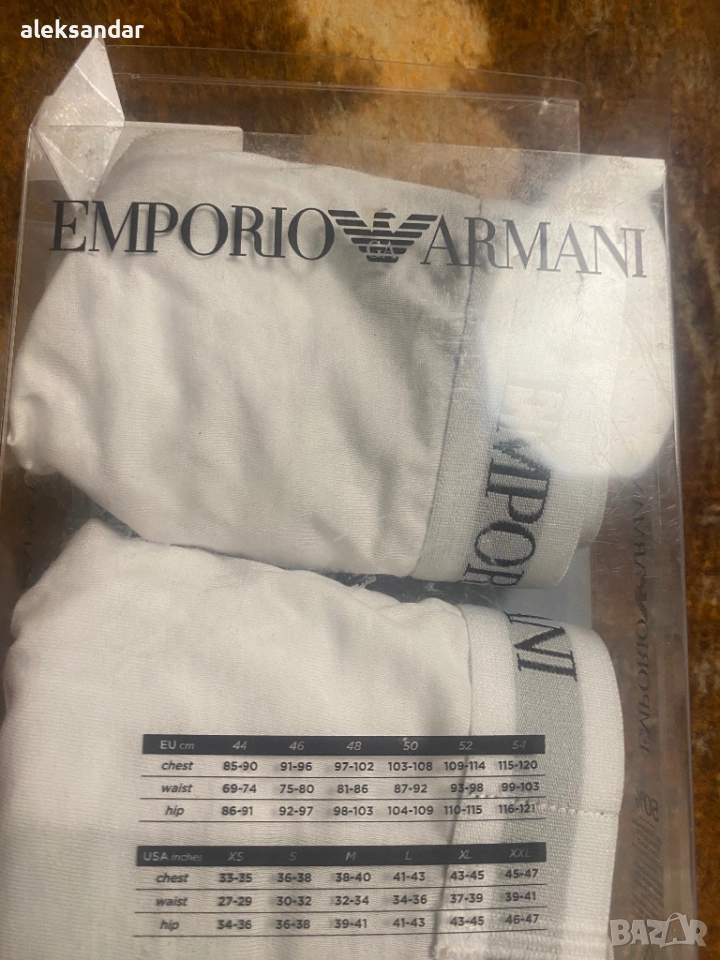 aleksandar
EMPORIO GA ARMANI
EMPOR
NI
EU cm 44 46 48 50 52 54
chest 85-90 91-96 97-102 103-108 109-114 115-120
waist 69-74 75-80 81-86 87-92 93-98 99-103
hip 86-91 92-97 98-103 104-109 110-115 116-121
USA inches XS S M L XL XXL
chest 33-35 36-38 38-40 41-43 43-45 45-47
waist 27-29 30-32 32-34 34-36 37-39 39-41
hip 34-36 36-38 39-41 41-43 43-45 46-47
BAZAR